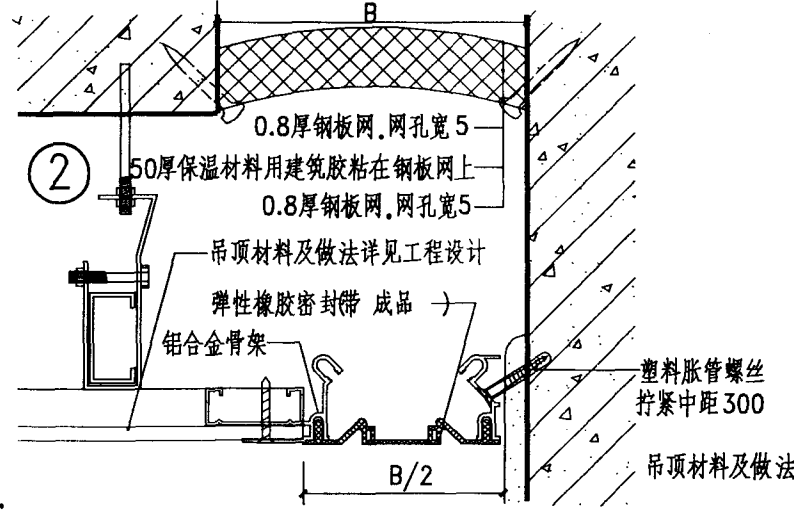 B
0.8厚钢板网.网孔宽5
② 50厚保温材料用建筑胶粘在钢板网上
0.8厚钢板网.网孔宽5
吊顶材料及做法详见工程设计
弹性橡胶密封(带 成品 )
铝合金骨架
塑料胀管螺丝
拧紧中距300
吊顶材料及做法
B/2